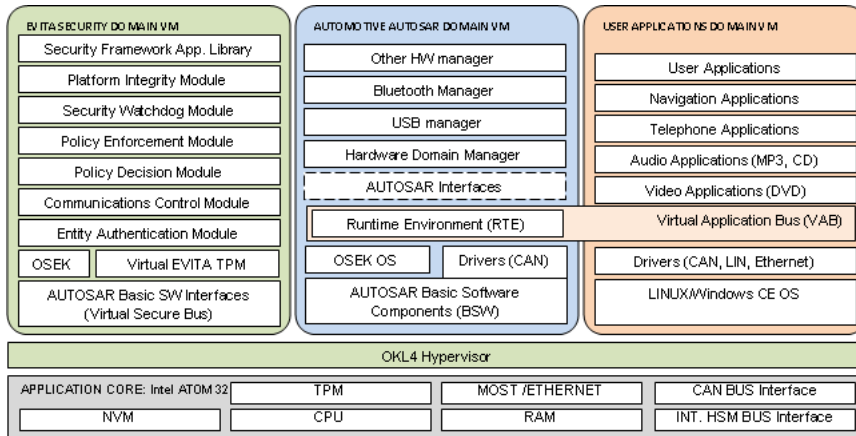 EVITA SECURITY DOMAIN VM
Security Framework App. Library
Platform Integrity Module
Security Watchdog Module
Policy Enforcement Module
Policy Decision Module
Communications Control Module
Entity Authentication Module
OSEK
Virtual EVITA TPM
AUTOSAR Basic SW Interfaces
(Virtual Secure Bus)
AUTOMOTIVE AUTOSAR DOMAIN VM
Other HW manager
Bluetooth Manager
USB manager
Hardware Domain Manager
AUTOSAR Interfaces
Runtime Environment (RTE)
Virtual Application Bus (VAB)
OSEK OS
Drivers (CAN)
AUTOSAR Basic Software
Components (BSW)
USER APPLICATIONS DOMAIN VM
User Applications
Navigation Applications
Telephone Applications
Audio Applications (MP3, CD)
Video Applications (DVD)
Drivers (CAN, LIN, Ethernet)
LINUX/Windows CE OS
OKL4 Hypervisor
APPLICATION CORE: Intel ATOM 32
TPM
MOST /ETHERNET
CAN BUS Interface
NVM
CPU
RAM
INT. HSM BUS Interface